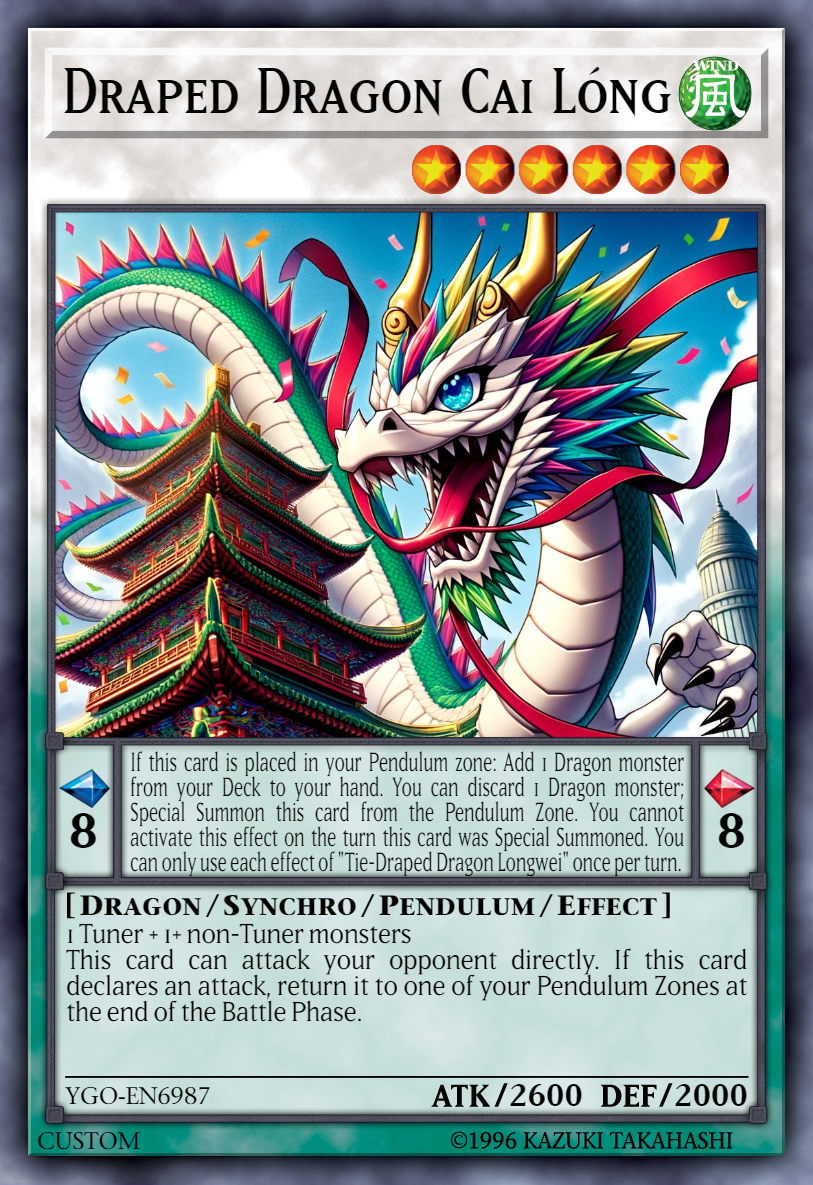 Draped Dragon Cai Lóng
WIND
風
If this card is placed in your Pendulum zone: Add 1 Dragon monster
from your Deck to your hand. You can discard 1 Dragon monster;
Special Summon this card from the Pendulum Zone. You cannot
activate this effect on the turn this card was Special Summoned. You
can only use each effect of "Tie-Draped Dragon Longwei" once per turn.
8
8
[ Dragon / Synchro / Pendulum / Effect ]
1 Tuner + 1+ non-Tuner monsters
This card can attack your opponent directly. If this card
declares an attack, return it to one of your Pendulum Zones at
the end of the Battle Phase.
YGO-EN6987
ATK/2600 DEF/2000
CUSTOM
©1996 KAZUKI TAKAHASHI